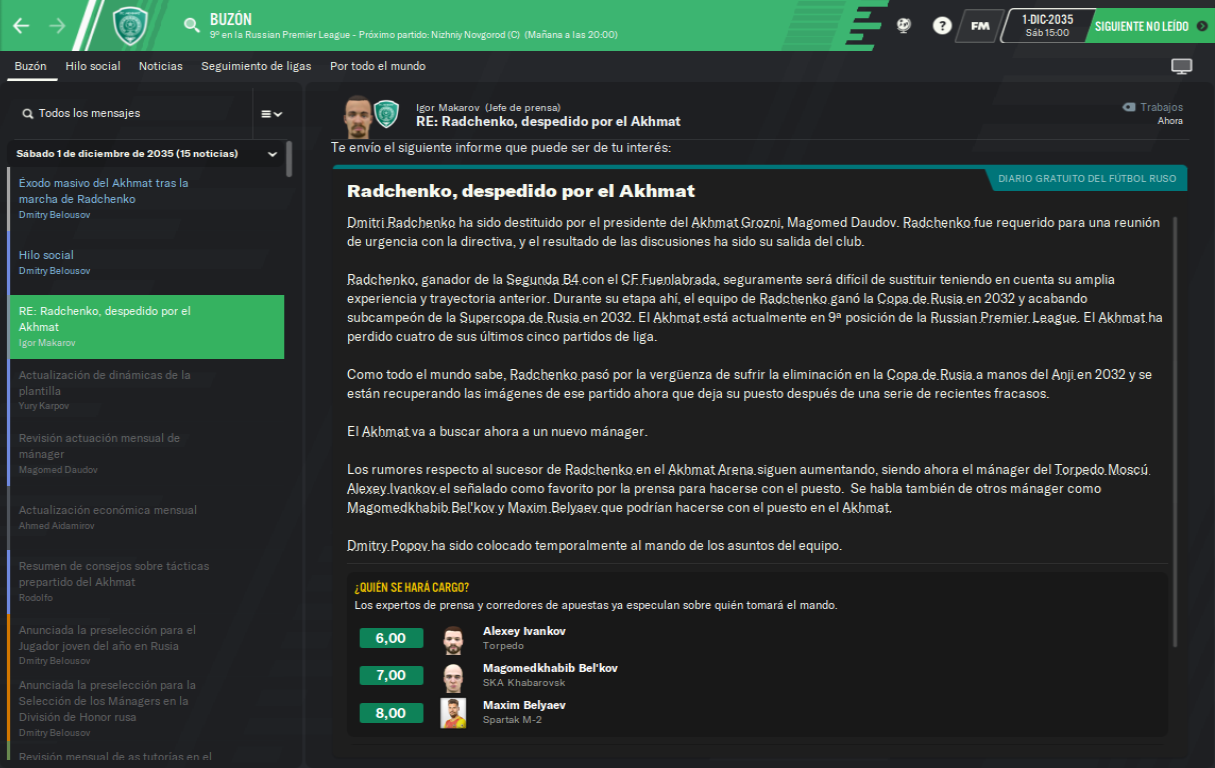 BUZÓN
9º en la Russian Premier League - Próximo partido: Nizhniy Novgorod (C) (Mañana a las 20:00)
?
FM
1-DIC-2035
Sáb 15:00
SIGUIENTE NO LEÍDO
Buzón
Hilo social
Noticias
Seguimiento de ligas
Por todo el mundo
Todos los mensajes
Sábado 1 de diciembre de 2035 (15 noticias)
Éxodo masivo del Akhmat tras la
marcha de Radchenko
Dmitry Belousov
Hilo social
Dmitry Belousov
RE: Radchenko, despedido por el
Akhmat
Igor Makarov
Actualización de dinámicas de la
plantilla
Yury Karpov
Revisión actuación mensual de
mánager
Magomed Daudov
Actualización económica mensual
Ahmed Aidamirov
Resumen de consejos sobre tácticas
prepartido del Akhmat
Rodolfo
Anunciada la preselección para el
Jugador joven del año en Rusia
Dmitry Belousov
Anunciada la preselección para la
Selección de los Mánagers en la
División de Honor rusa
Dmitry Belousov
Revisión mensual de as tutorías en el
Igor Makarov (Jefe de prensa)
RE: Radchenko, despedido por el Akhmat
Trabajos
Ahora
Te envío el siguiente informe que puede ser de tu interés:
DIARIO GRATUITO DEL FÚTBOL RUSO
Radchenko, despedido por el Akhmat
Dmitri Radchenko ha sido destituido por el presidente del Akhmat Grozni, Magomed Daudov. Radchenko fue requerido para una reunión
de urgencia con la directiva, y el resultado de las discusiones ha sido su salida del club.
Radchenko, ganador de la Segunda B4 con el CF Fuenlabrada, seguramente será difícil de sustituir teniendo en cuenta su amplia
experiencia y trayectoria anterior. Durante su etapa ahí, el equipo de Radchenko ganó la Copa de Rusia en 2032 y acabando
subcampeón de la Supercopa de Rusia en 2032. El Akhmat está actualmente en 9ª posición de la Russian Premier League. El Akhmat ha
perdido cuatro de sus últimos cinco partidos de liga.
Como todo el mundo sabe, Radchenko pasó por la vergüenza de sufrir la eliminación en la Copa de Rusia a manos del Anji en 2032 y se
están recuperando las imágenes de ese partido ahora que deja su puesto después de una serie de recientes fracasos.
El Akhmat va a buscar ahora a un nuevo mánager.
Los rumores respecto al sucesor de Radchenko en el Akhmat Arena siguen aumentando, siendo ahora el mánager del Torpedo Moscú
Alexey Ivankov el señalado como favorito por la prensa para hacerse con el puesto. Se habla también de otros mánager como
Magomedkhabib Bel'kov y Maxim Belyaev que podrían hacerse con el puesto en el Akhmat.
Dmitry Popov ha sido colocado temporalmente al mando de los asuntos del equipo.
¿QUIÉN SE HARÁ CARGO?
Los expertos de prensa y corredores de apuestas ya especulan sobre quién tomará el mando.
6,00
Alexey Ivankov
Torpedo
7,00
Magomedkhabib Bel'kov
SKA Khabarovsk
8,00
Maxim Belyaev
Spartak M-2